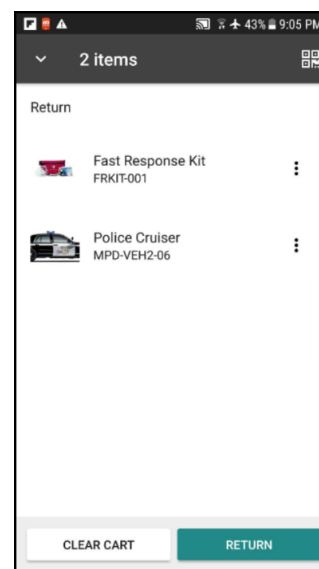 43% 9:05 PM
2 items
Return
Fast Response Kit
FRKIT-001
Police Cruiser
MPD-VEH2-06
CLEAR CART
RETURN